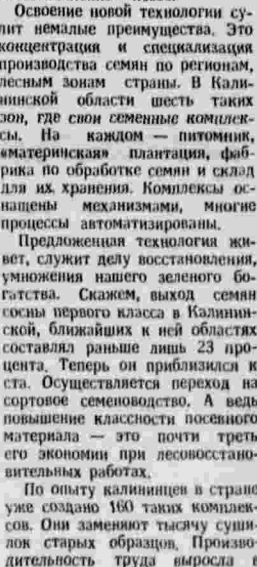 Освоение новой технологии су-
лит немалые преимущества. Это
концентрация и специализация
производства семян по регионам,
лесным зонам страны. В Кали-
нинской области шесть таких
зон, где свои семенные комплек-
сы. На каждом — питомник,
«материнская» плантация, фаб-
рика по обработке семян и склад
для их хранения. Комплексы ос-
нащены механизмами, многие
процессы автоматизированы.
Предложенная технология жи-
вет, служит делу восстановления,
умножения нашего зеленого бо-
гатства. Скажем, выход семян
сосны первого класса в Калинин-
ской, ближайших к ней областях
составлял раньше лишь 23 про-
цента. Теперь он приблизился к
ста. Осуществляется переход на
сортовое семеноводство. А ведь
повышение классности посевного
материала — это почти треть
его экономии при лесовосстано-
вительных работах.
По опыту калининцев в стране
уже создано 160 таких комплек-
сов. Они заменяют тысячу суши-
лок старых образцов. Произво-
дительность труда выросла в